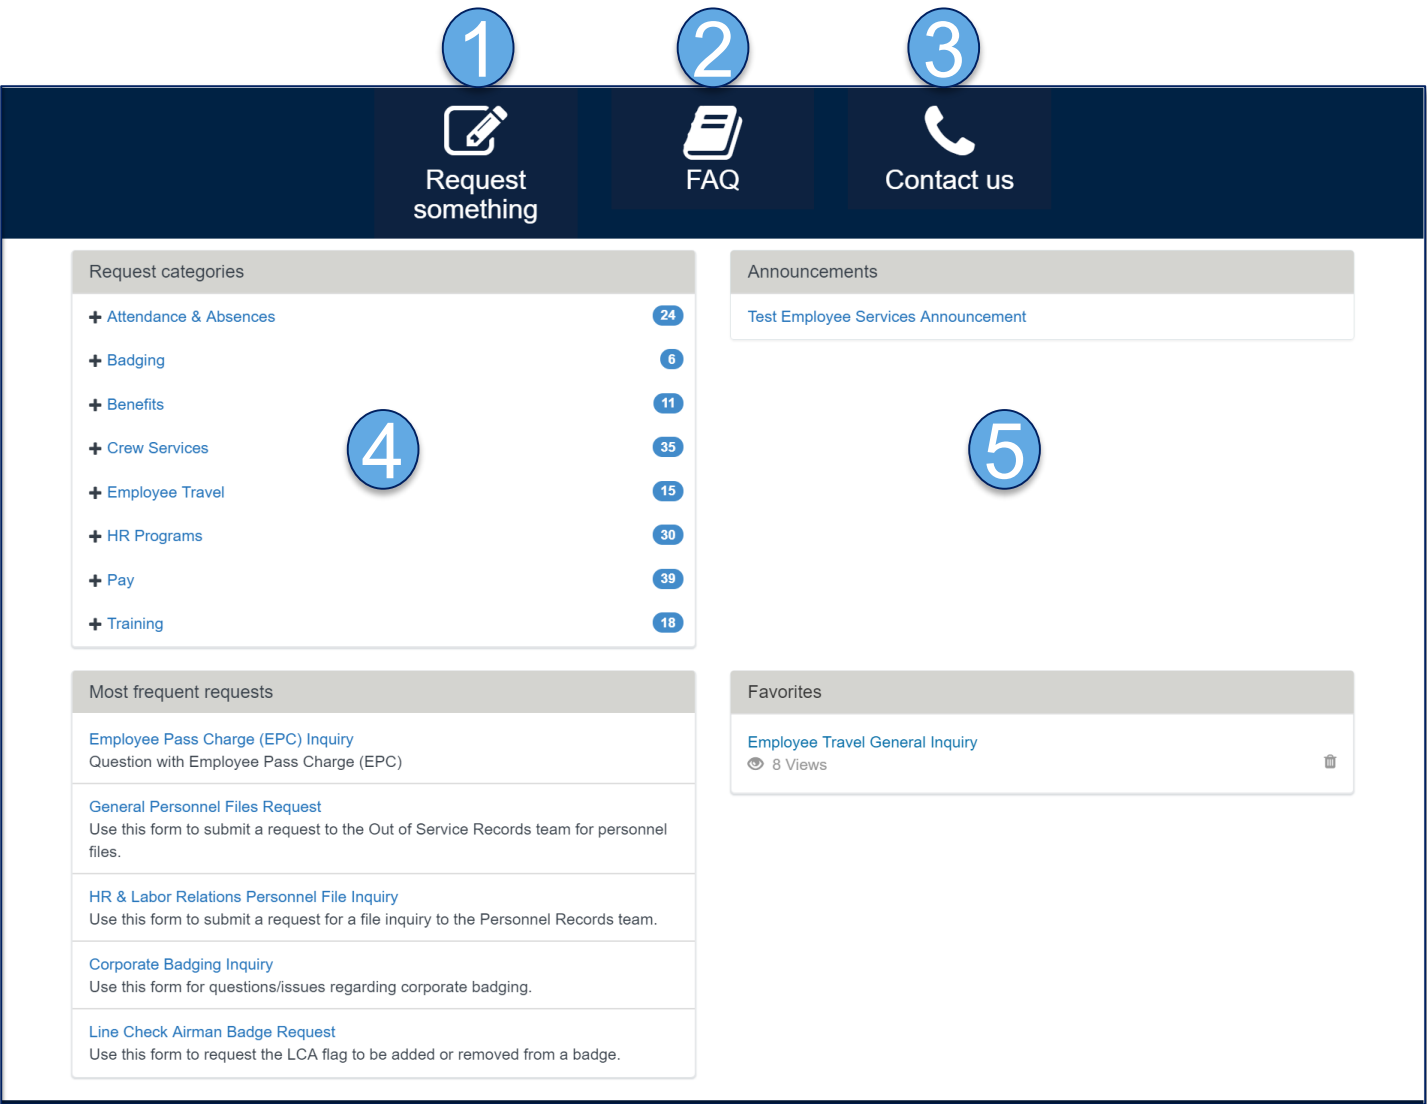 1
2
3
Request
something
FAQ
Contact us
Request categories
Attendance & Absences 24
Badging 6
Benefits 11
Crew Services 35
Employee Travel 15
HR Programs 30
Pay 39
Training 18
4
Announcements
Test Employee Services Announcement
5
Most frequent requests
Employee Pass Charge (EPC) Inquiry
Question with Employee Pass Charge (EPC)
General Personnel Files Request
Use this form to submit a request to the Out of Service Records team for personnel
files.
HR & Labor Relations Personnel File Inquiry
Use this form to submit a request for a file inquiry to the Personnel Records team.
Corporate Badging Inquiry
Use this form for questions/issues regarding corporate badging.
Line Check Airman Badge Request
Use this form to request the LCA flag to be added or removed from a badge.
Favorites
Employee Travel General Inquiry
8 Views